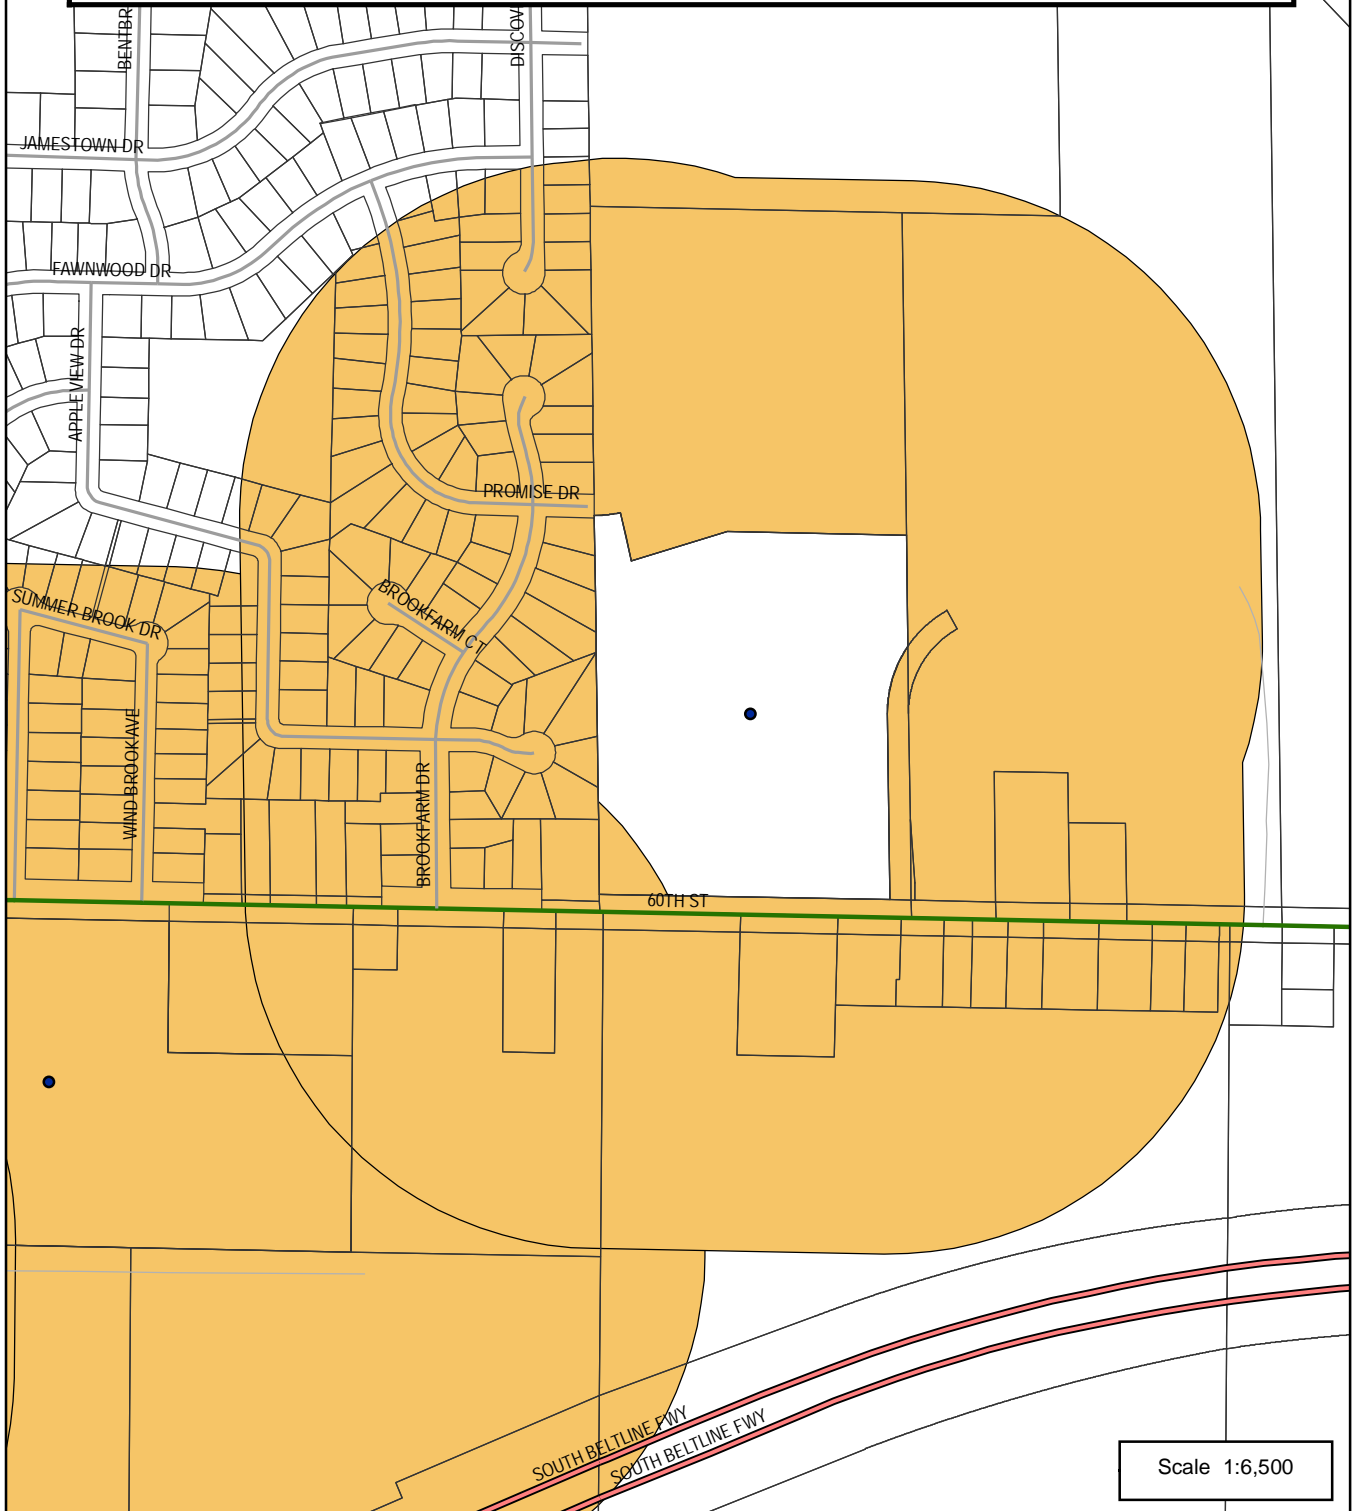 BENTBR
DISCOV
JAMESTOWN DR
FAWNWOOD DR
APPLEVIEW DR
PROMISE DR
SUMMER BROOK DR
BROOKFARM CT
WIND BROOK AVE
BROOKFARM DR
60TH ST
SOUTH BELTLINE FWY
SOUTH BELTLINE FWY
Scale 1:6,500